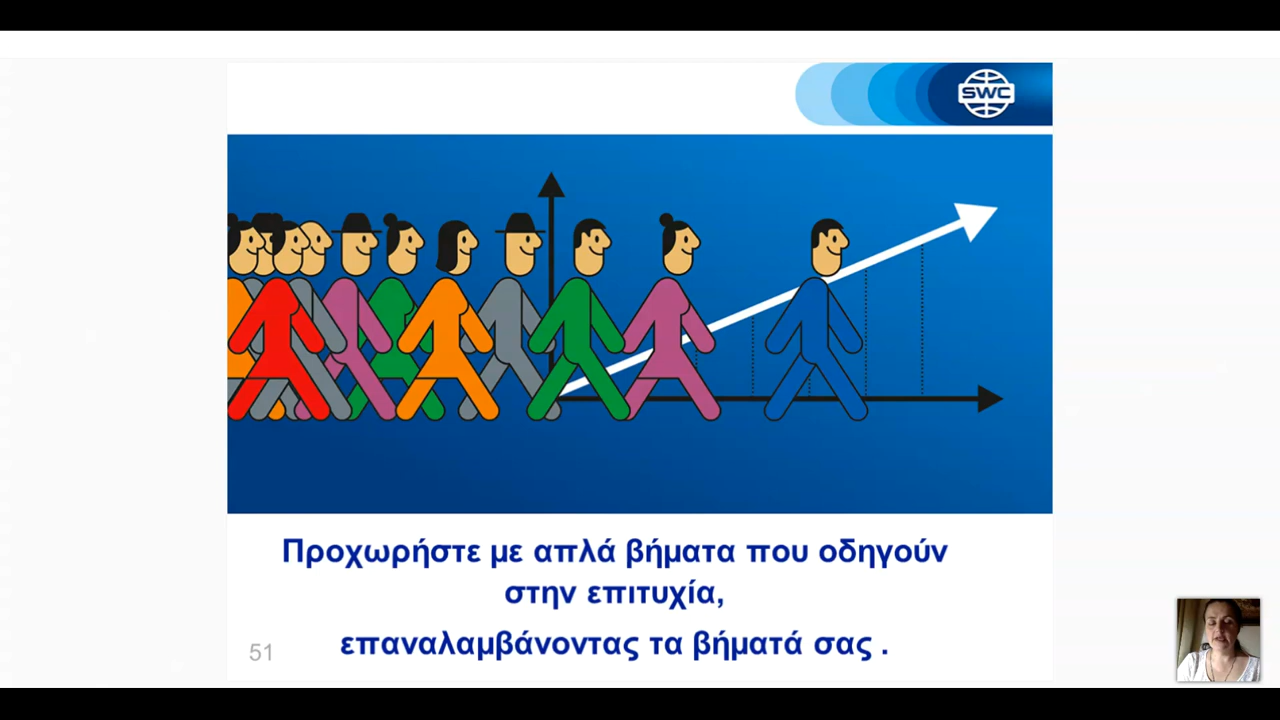 SWC
Προχωρήστε με απλά βήματα που οδηγούν
στην επιτυχία,
επαναλαμβάνοντας τα βήματά σας .
51